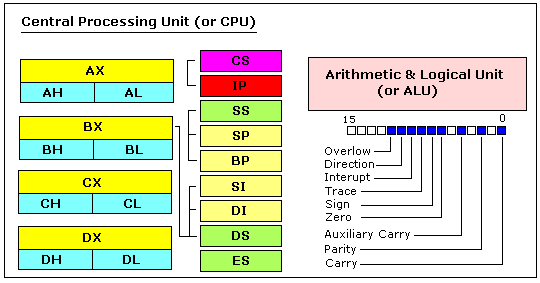 Central Processing Unit (or CPU)
AX
AH AL
BX
BH BL
CX
CH CL
DX
DH DL
CS
IP
SS
SP
BP
SI
DI
DS
ES
Arithmetic & Logical Unit
(or ALU)
15 0
Overlow
Direction
Interupt
Trace
Sign
Zero
Auxiliary Carry
Parity
Carry